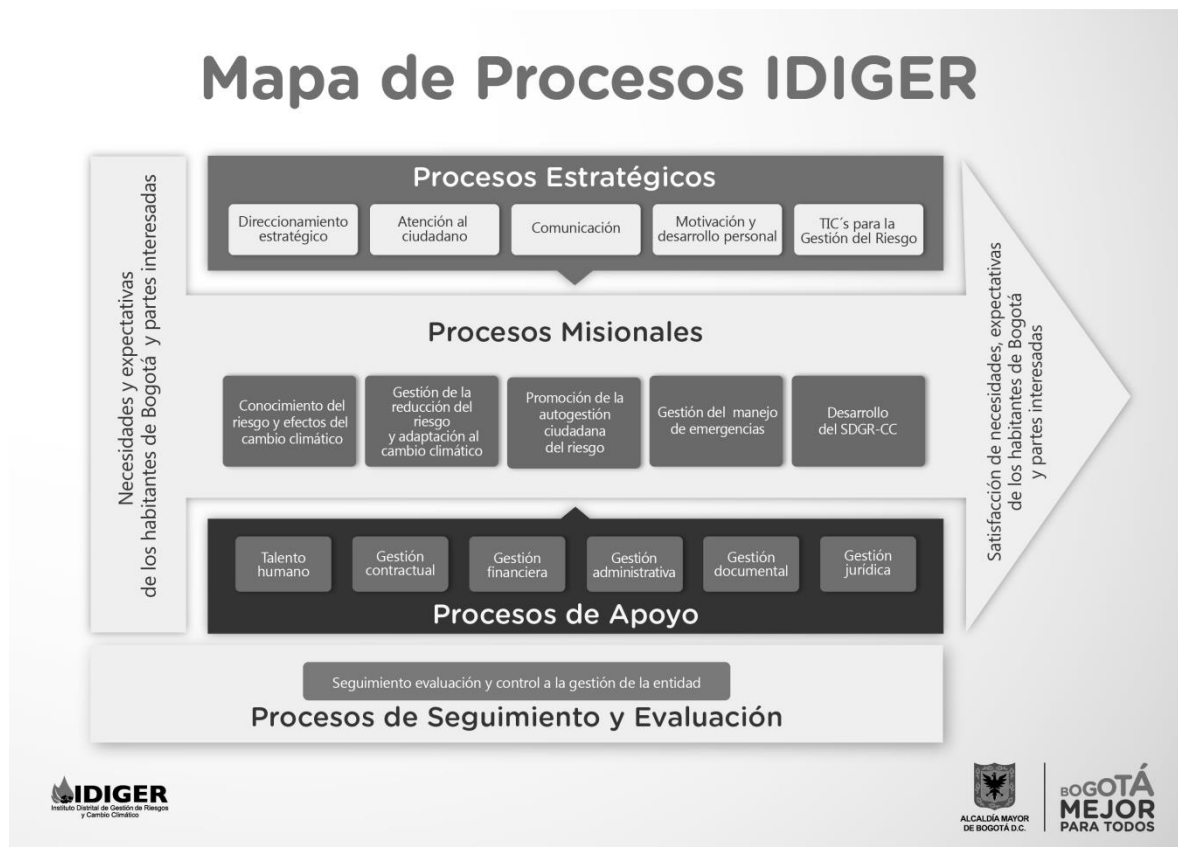 Mapa de Procesos IDIGER
Necesidades y expectativas
de los habitantes de Bogotá y partes interesadas
Procesos Estratégicos
Direccionamiento
estratégico
Atención al
ciudadano
Comunicación
Motivación y
desarrollo personal
TIC´s para la
Gestión del Riesgo
Procesos Misionales
Conocimiento del
riesgo y efectos del
cambio climático
Gestión de la
reducción del
riesgo
y adaptación al
cambio climático
Promoción de la
autogestión
ciudadana
del riesgo
Gestión del manejo
de emergencias
Desarrollo
del SDGR-CC
Talento
humano
Gestión
contractual
Gestión
financiera
Gestión
administrativa
Gestión
documental
Gestión
jurídica
Procesos de Apoyo
Satisfacción de necesidades, expectativas
de los habitantes de Bogotá
y partes interesadas
Seguimiento evaluación y control a la gestión de la entidad
Procesos de Seguimiento y Evaluación
IDIGER
Instituto Distrital de Gestión de Riesgos
y Cambio Climático
ALCALDÍA MAYOR
DE BOGOTÁ D.C.
BOGOTÁ
MEJOR
PARA TODOS